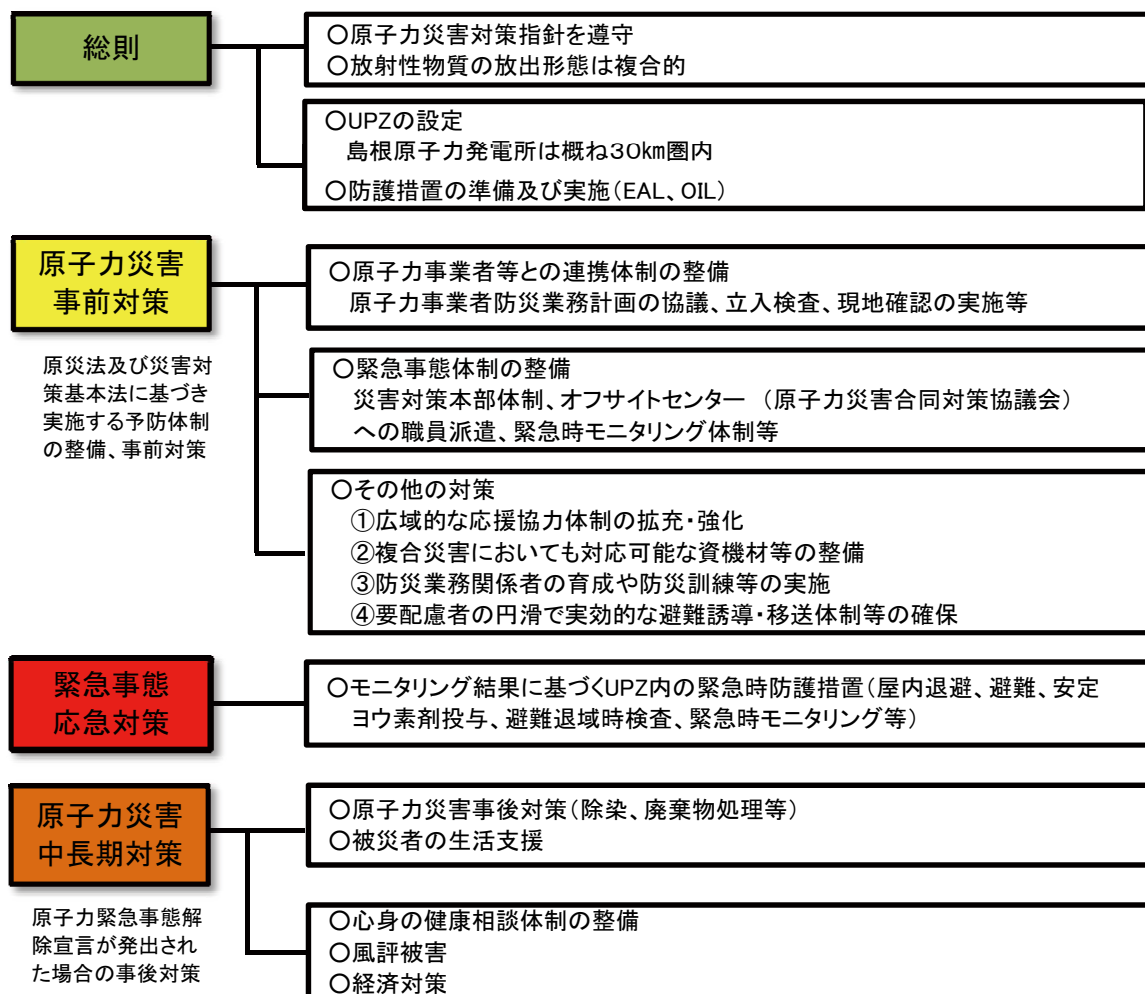 総則
〇原子力災害対策指針を遵守
〇放射性物質の放出形態は複合的
〇UPZの設定
島根原子力発電所は概ね30㎞圏内
〇防護措置の準備及び実施(EAL、OIL)
原子力災害
事前対策
原災法及び災害対
策基本法に基づき
実施する予防体制
の整備、事前対策
〇原子力事業者等との連携体制の整備
原子力事業者防災業務計画の協議、立入検査、現地確認の実施等
〇緊急事態体制の整備
災害対策本部体制、オフサイトセンター (原子力災害合同対策協議会)
への職員派遣、緊急時モニタリング体制等
〇その他の対策
①広域的な応援協力体制の拡充・強化
②複合災害においても対応可能な資機材等の整備
③防災業務関係者の育成や防災訓練等の実施
④要配慮者の円滑で実効的な避難誘導・移送体制等の確保
緊急事態
応急対策
〇モニタリング結果に基づくUPZ内の緊急時防護措置(屋内退避、避難、安定
ヨウ素剤投与、避難退域時検査、緊急時モニタリング等)
原子力災害
中長期対策
原子力緊急事態解
除宣言が発出され
た場合の事後対策
〇原子力災害事後対策(除染、廃棄物処理等)
〇被災者の生活支援
〇心身の健康相談体制の整備
〇風評被害
〇経済対策